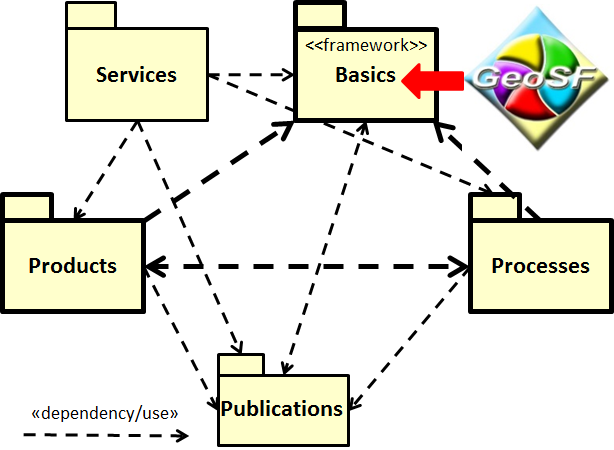 <<framework>>
Services
Basics
GeoSF
Products
Processes
Publications
«dependency/use»